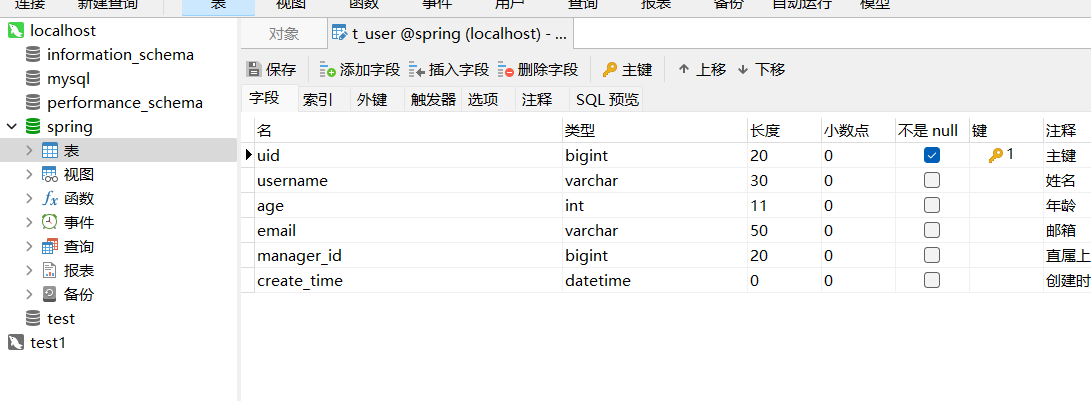 连接 新建查询 表 视图 函数 事件 用户 查询 报表 备份 自动运行 模型
localhost
information_schema
mysql
performance_schema
spring
表
视图
函数
事件
查询
报表
备份
test
test1
对象 t_user @spring (localhost) - ...
保存 添加字段 插入字段 删除字段 主键 上移 下移
字段 索引 外键 触发器 选项 注释 SQL 预览
名 类型 长度 小数点 不是 null 键 注释
uid bigint 20 0 1 主键
username varchar 30 0 姓名
age int 11 0 年龄
email varchar 50 0 邮箱
manager_id bigint 20 0 直属上
create_time datetime 0 0 创建时